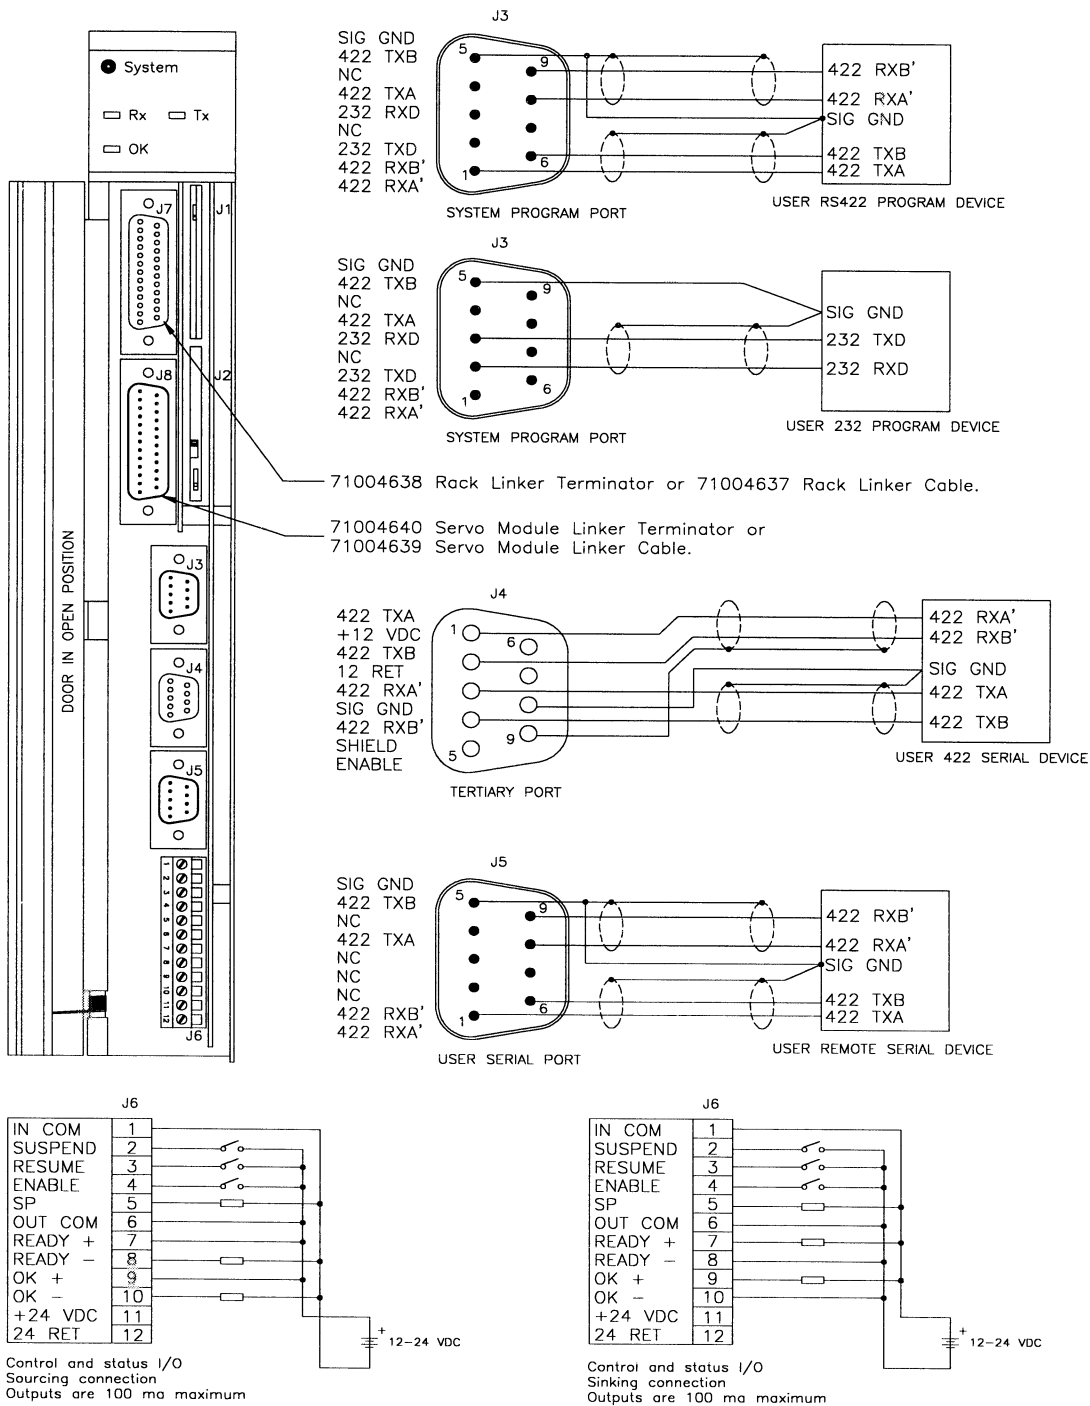 System
Rx Tx
OK
J7
J1
J8
J2
J3
J4
J5
DOOR IN OPEN POSITION
1
2
3
4
5
6
7
8
9
10
11
12
J6
J3
SIG GND
422 TXB
NC
422 TXA
232 RXD
NC
232 TXD
422 RXB'
422 RXA'
5
9
1
6
SYSTEM PROGRAM PORT
422 RXB'
422 RXA'
SIG GND
422 TXB
422 TXA
USER RS422 PROGRAM DEVICE
J3
SIG GND
422 TXB
NC
422 TXA
232 RXD
NC
232 TXD
422 RXB'
422 RXA'
5
9
1
6
SYSTEM PROGRAM PORT
SIG GND
232 TXD
232 RXD
USER 232 PROGRAM DEVICE
71004638 Rack Linker Terminator or 71004637 Rack Linker Cable.
71004640 Servo Module Linker Terminator or
71004639 Servo Module Linker Cable.
J4
422 TXA
+12 VDC
422 TXB
12 RET
422 RXA'
SIG GND
422 RXB'
SHIELD
ENABLE
1
6
5
9
TERTIARY PORT
422 RXA'
422 RXB'
SIG GND
422 TXA
422 TXB
USER 422 SERIAL DEVICE
J5
SIG GND
422 TXB
NC
422 TXA
NC
NC
NC
422 RXB'
422 RXA'
5
9
1
6
USER SERIAL PORT
422 RXB'
422 RXA'
SIG GND
422 TXB
422 TXA
USER REMOTE SERIAL DEVICE
J6
IN COM 1
SUSPEND 2
RESUME 3
ENABLE 4
SP 5
OUT COM 6
READY + 7
READY - 8
OK + 9
OK - 10
+24 VDC 11
24 RET 12
+
12-24 VDC
Control and status I/O
Sourcing connection
Outputs are 100 ma maximum
J6
IN COM 1
SUSPEND 2
RESUME 3
ENABLE 4
SP 5
OUT COM 6
READY + 7
READY - 8
OK + 9
OK - 10
+24 VDC 11
24 RET 12
+
12-24 VDC
Control and status I/O
Sinking connection
Outputs are 100 ma maximum